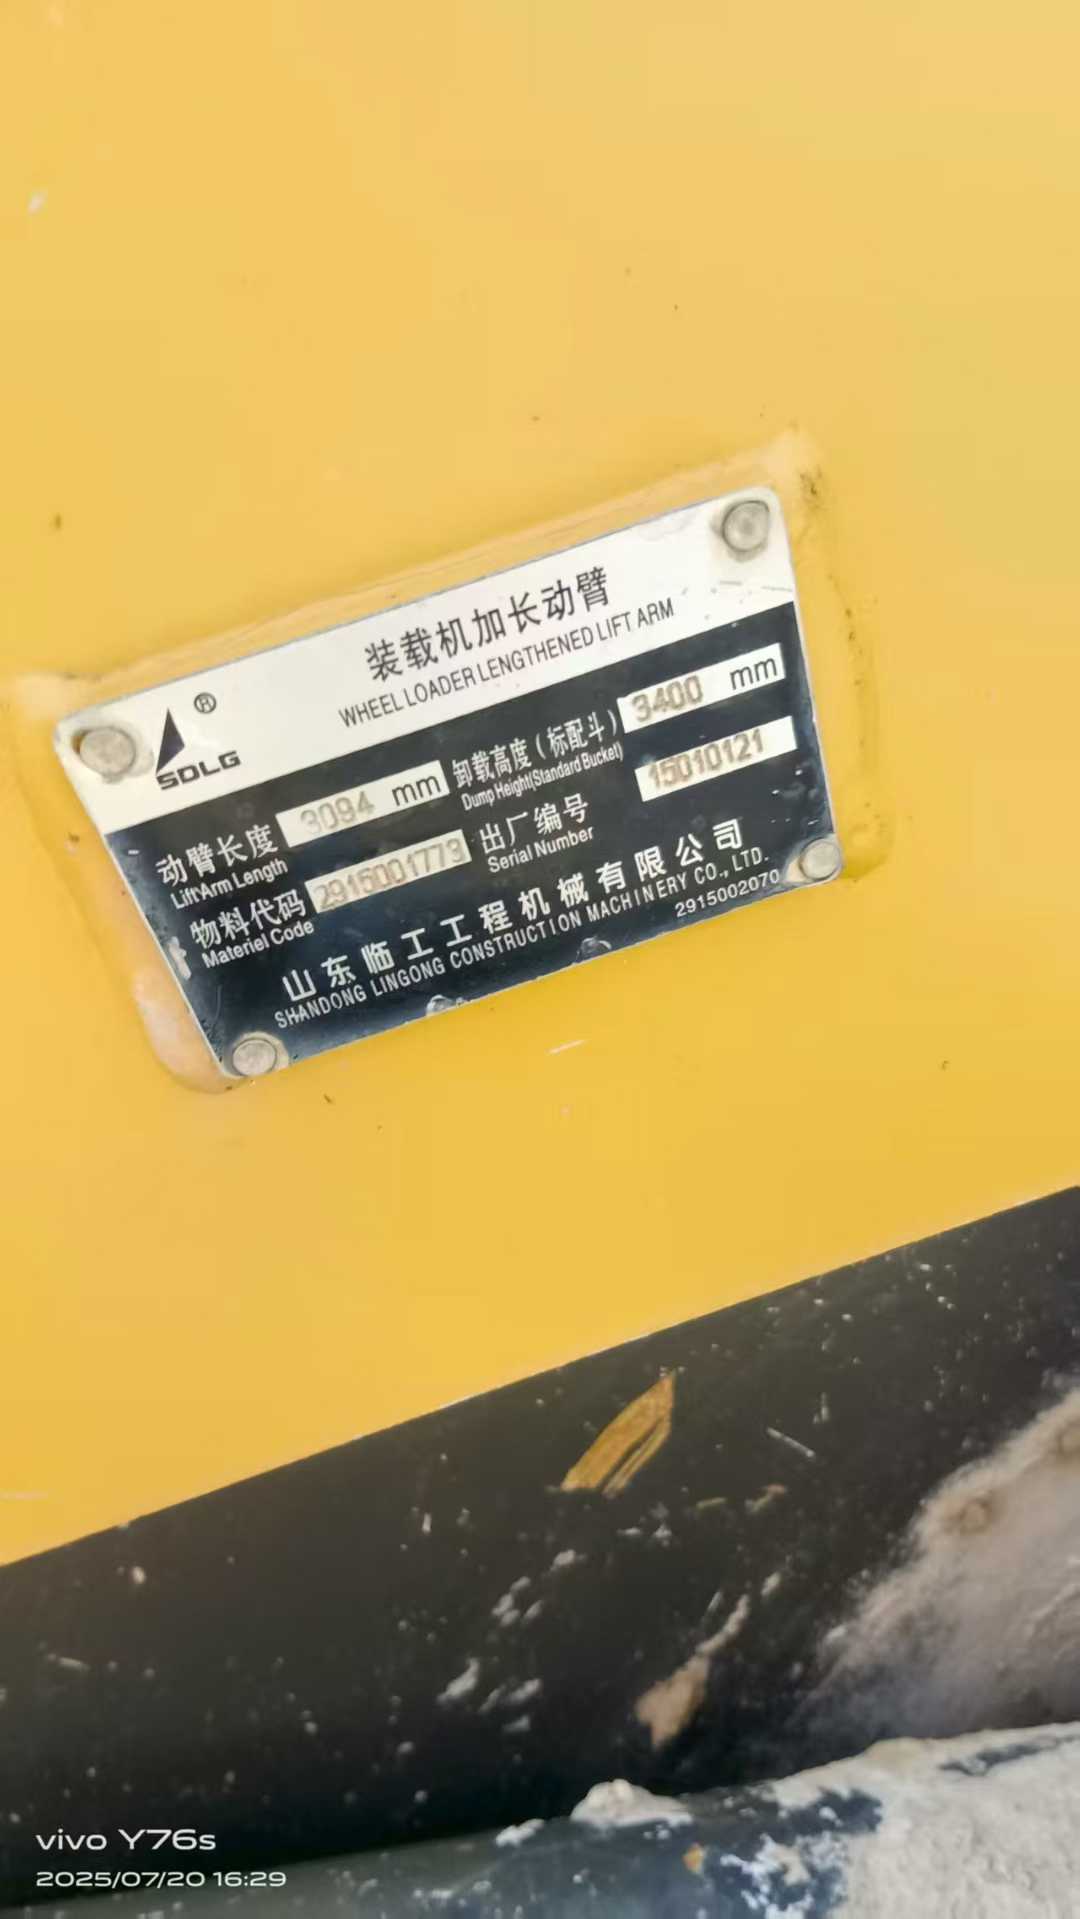 装载机加长动臂
WHEEL LOADER LENGTHENED LIFT ARM
®
SDLG
动臂长度 3094 mm 卸载高度（标配斗） 3400 mm
Lift Arm Length Dump Height(Standard Bucket)
物料代码 2915001773 出厂编号 15010121
Materiel Code Serial Number
山东临工工程机械有限公司
SHANDONG LINGONG CONSTRUCTION MACHINERY CO., LTD.
2915002070
vivo Y76s
2025/07/20 16:29